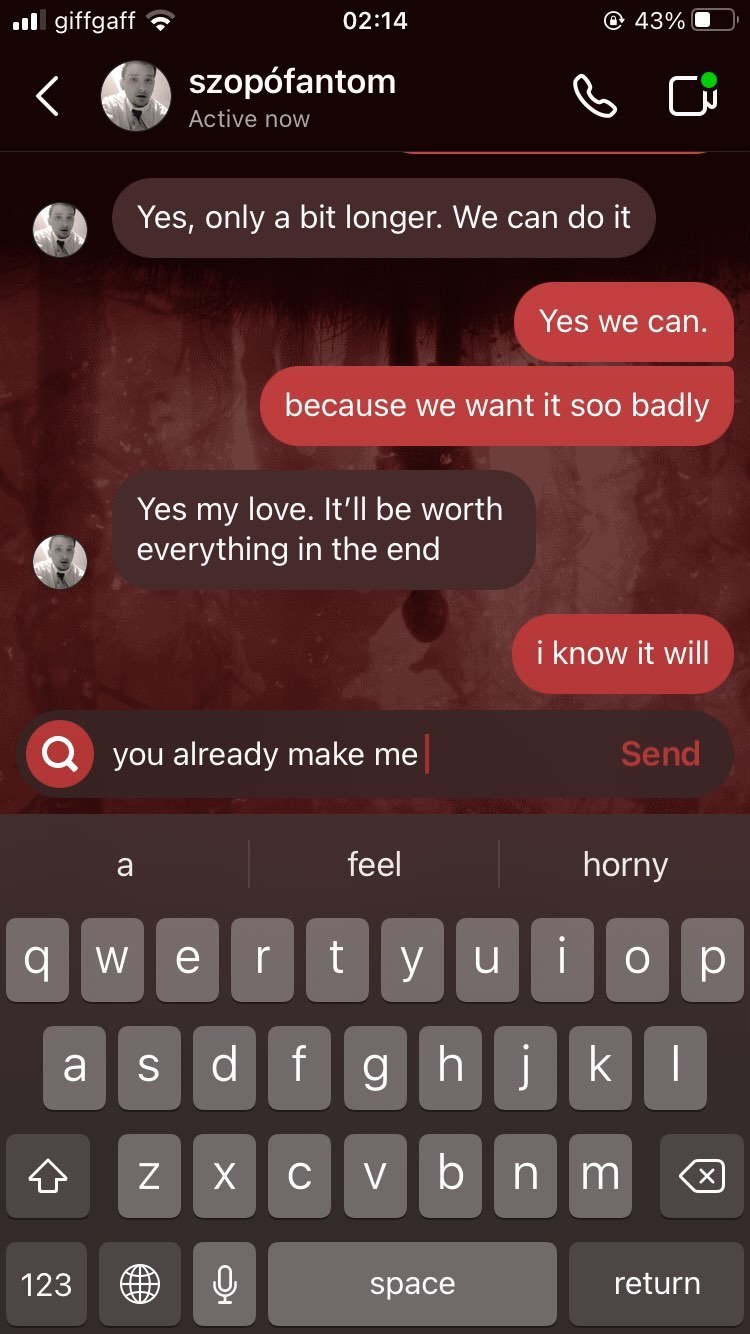 giffgaff 02:14 43%
szopófantom
Active now
Yes, only a bit longer. We can do it
Yes we can.
because we want it soo badly
Yes my love. It’ll be worth
everything in the end
i know it will
you already make me Send
a feel horny
q w e r t y u i o p
a s d f g h j k l
z x c v b n m
123 space return